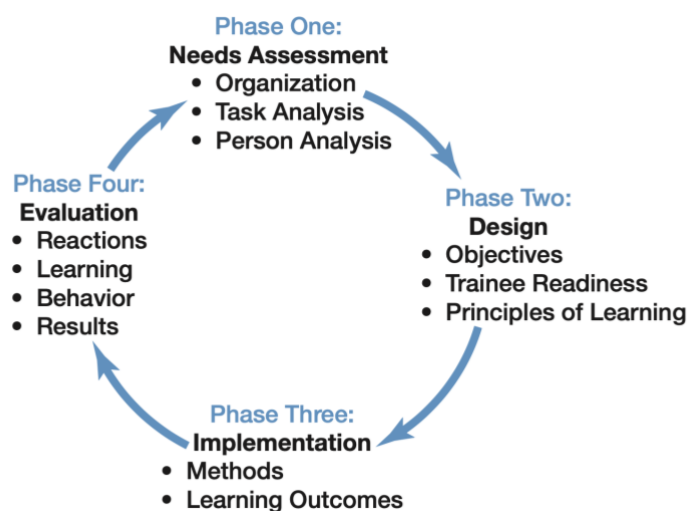 Phase One:
Needs Assessment
• Organization
• Task Analysis
• Person Analysis
Phase Two:
Design
• Objectives
• Trainee Readiness
• Principles of Learning
Phase Three:
Implementation
• Methods
• Learning Outcomes
Phase Four:
Evaluation
• Reactions
• Learning
• Behavior
• Results